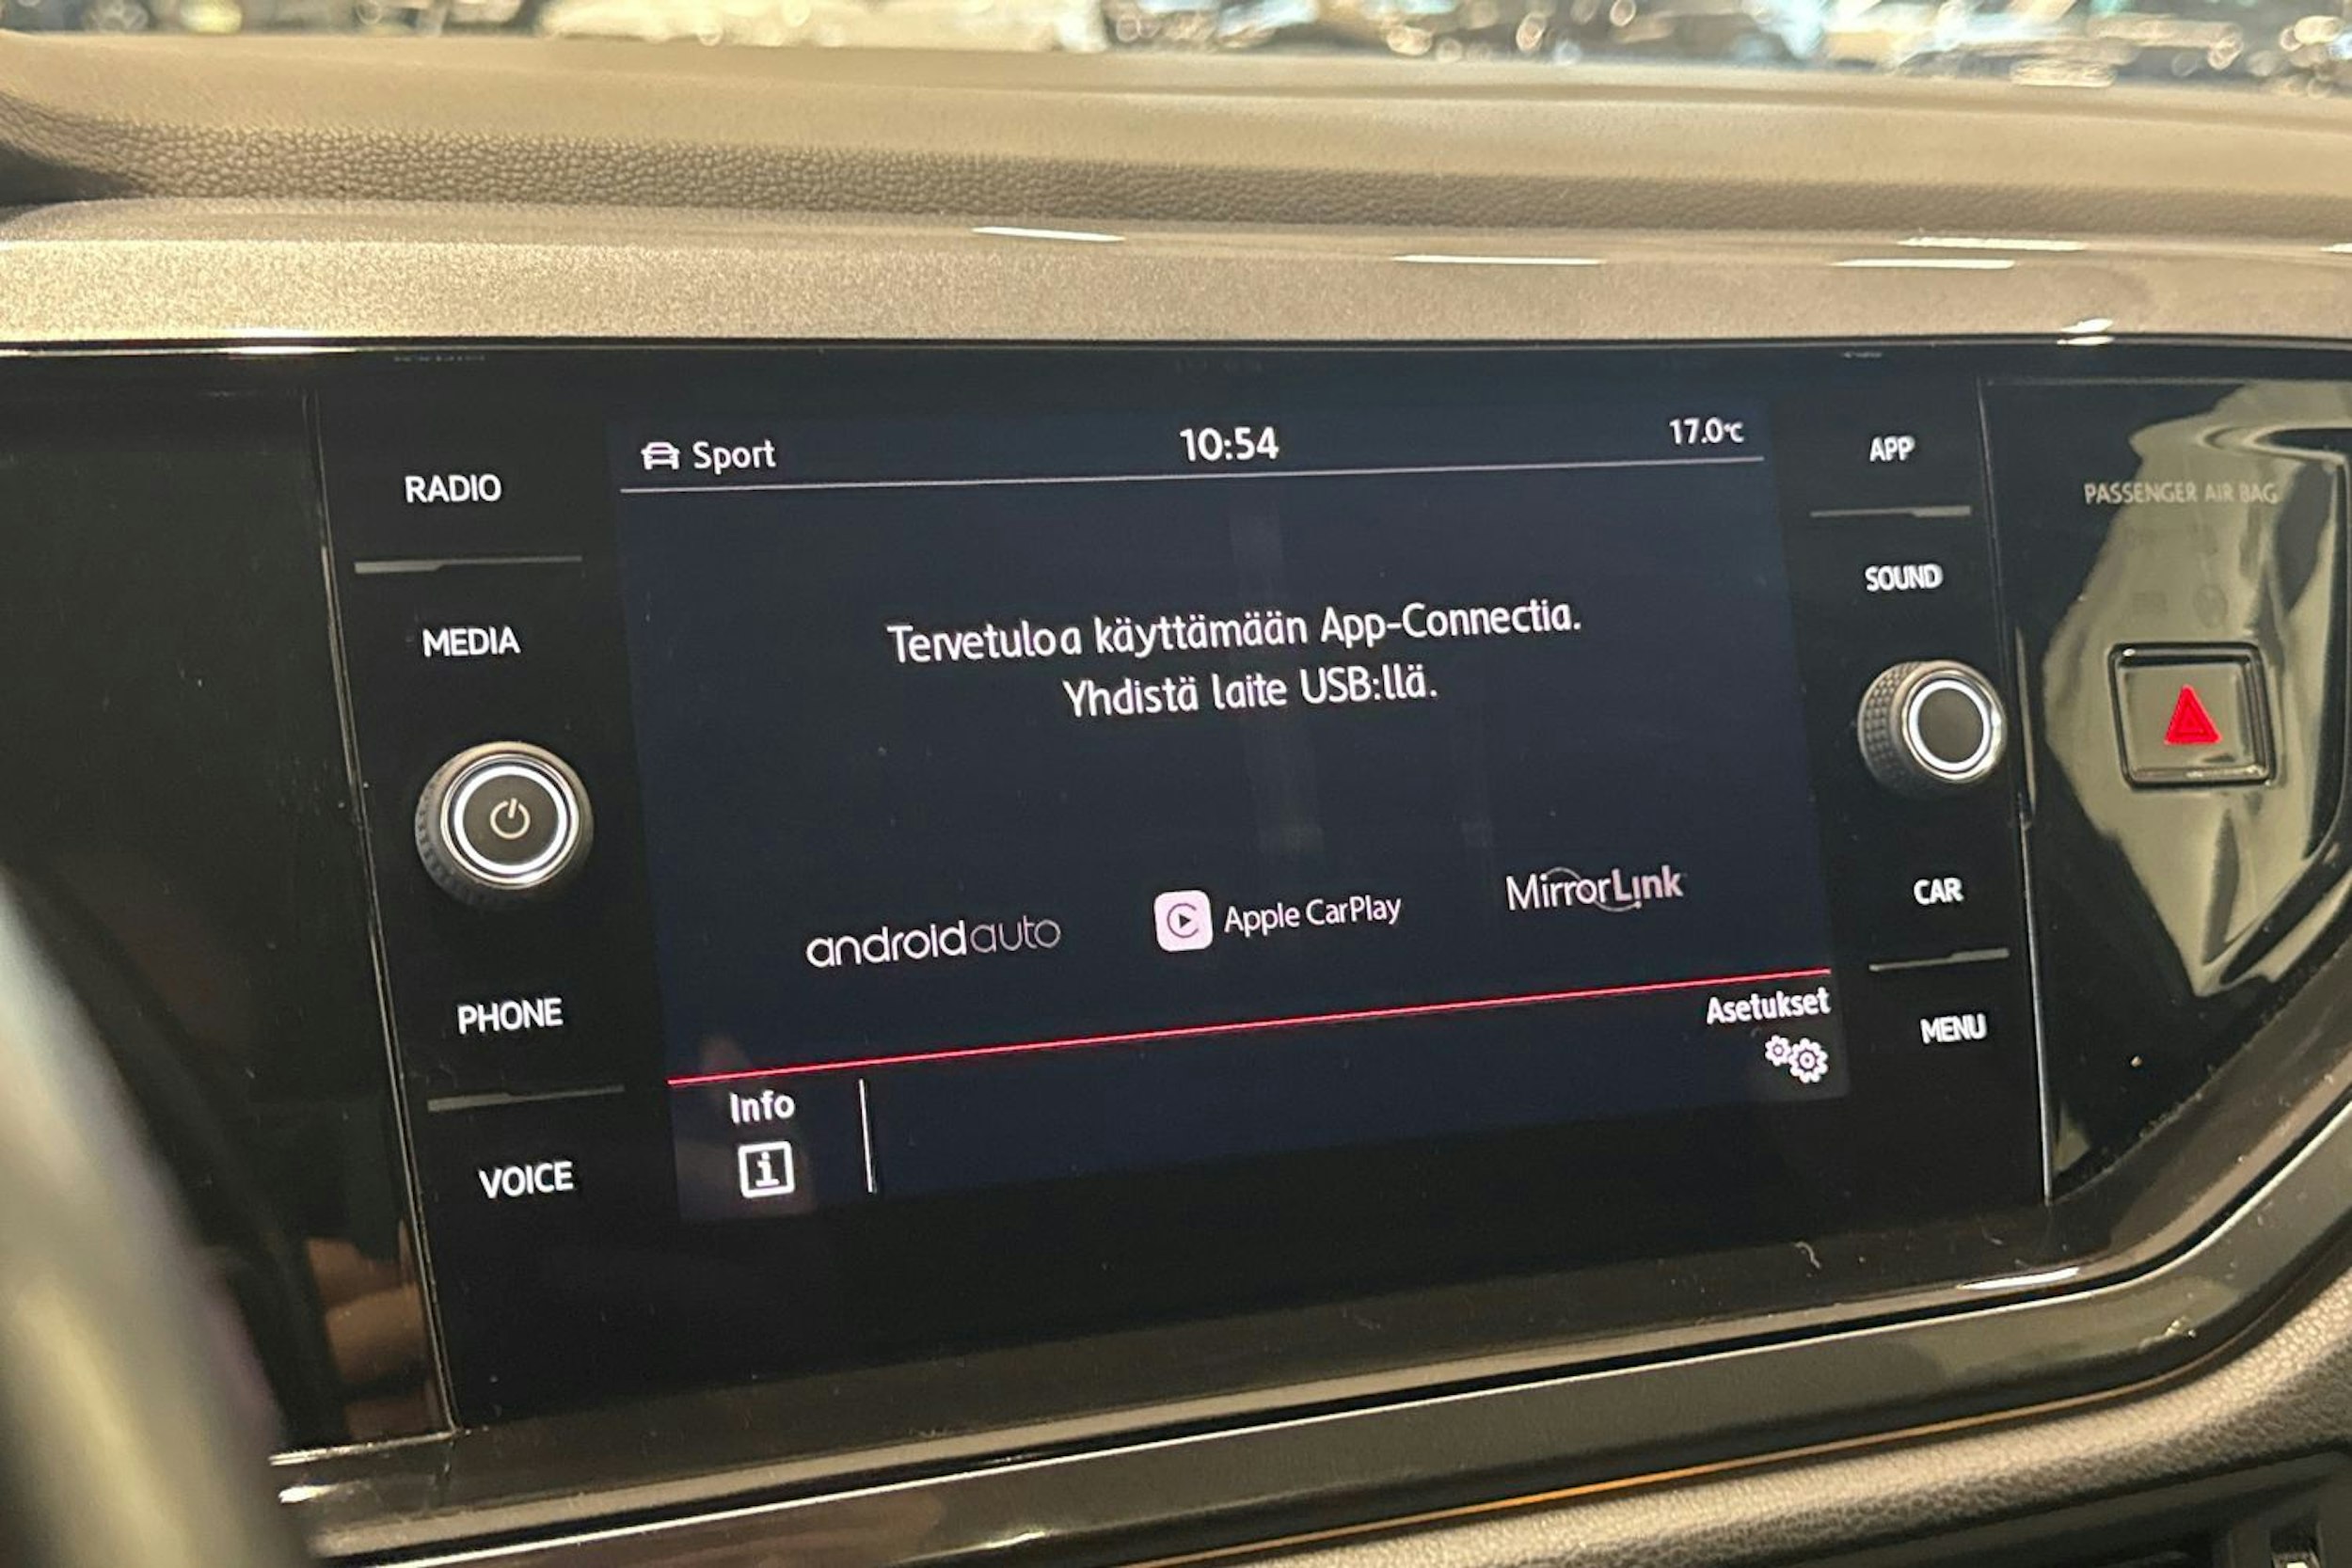 RADIO
MEDIA
PHONE
VOICE
Sport
10:54
17.0°C
Tervetuloa käyttämään App-Connectia.
Yhdistä laite USB:llä.
androidauto
Apple CarPlay
MirrorLink
Asetukset
Info
i
APP
SOUND
CAR
MENU
PASSENGER AIR BAG